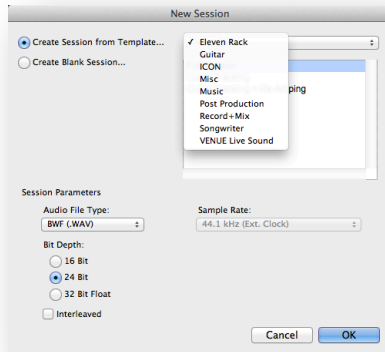 New Session
Create Session from Template...
✓ Eleven Rack
Guitar
Create Blank Session...
ICON
Misc
Music
Post Production
Record+Mix
Songwriter
VENUE Live Sound
Session Parameters
Audio File Type:
Sample Rate:
BWF (.WAV)
44.1 kHz (Ext. Clock)
Bit Depth:
16 Bit
24 Bit
32 Bit Float
Interleaved
Cancel
OK